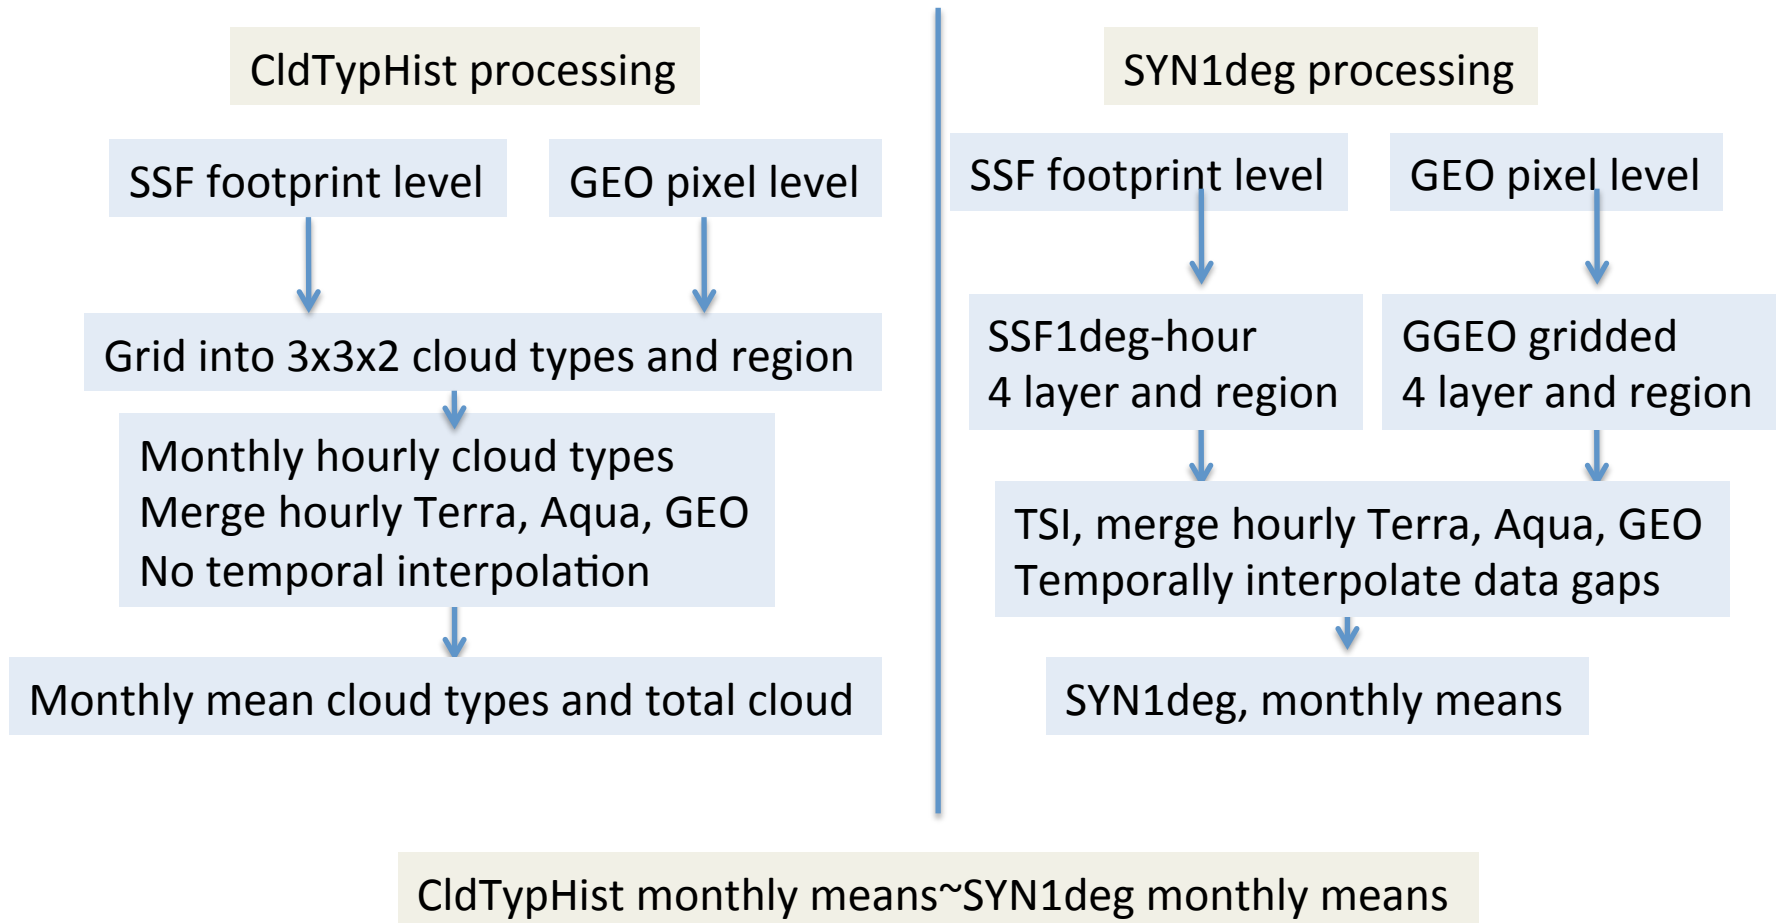 CldTypHist processing
SSF footprint level
GEO pixel level
Grid into 3x3x2 cloud types and region
Monthly hourly cloud types
Merge hourly Terra, Aqua, GEO
No temporal interpolation
Monthly mean cloud types and total cloud
SYN1deg processing
SSF footprint level
GEO pixel level
SSF1deg-hour
4 layer and region
GGEO gridded
4 layer and region
TSI, merge hourly Terra, Aqua, GEO
Temporally interpolate data gaps
SYN1deg, monthly means
CldTypHist monthly means~SYN1deg monthly means